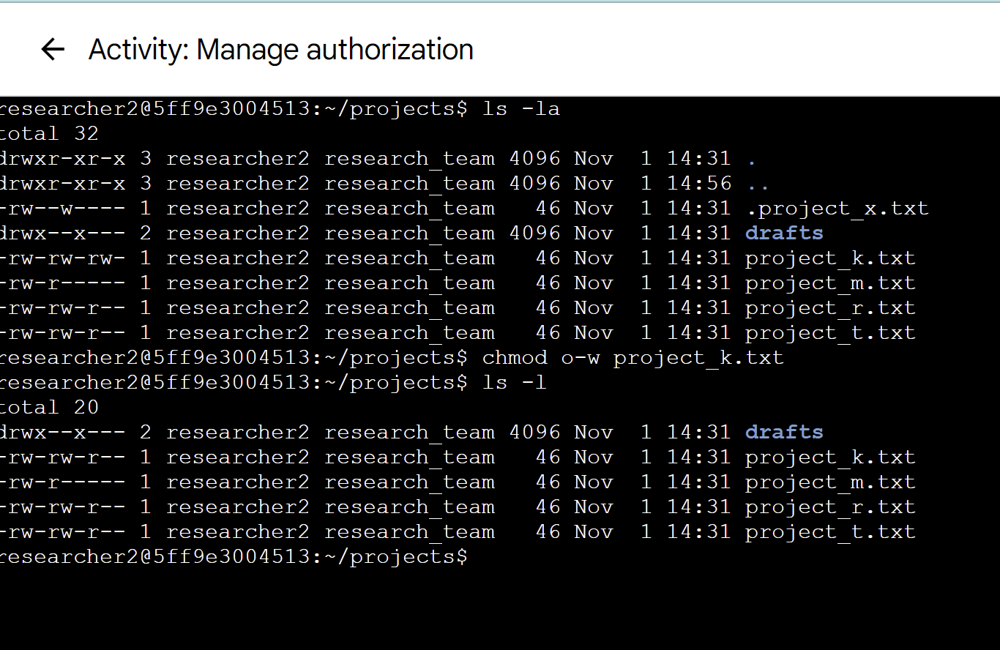 Activity: Manage authorization
researcher2@5ff9e3004513:~/projects$ ls -la
total 32
drwxr-xr-x 3 researcher2 research_team 4096 Nov  1 14:31 .
drwxr-xr-x 3 researcher2 research_team 4096 Nov  1 14:56 ..
-rw--w---- 1 researcher2 research_team   46 Nov  1 14:31 .project_x.txt
drwx--x--- 2 researcher2 research_team 4096 Nov  1 14:31 drafts
-rw-rw-rw- 1 researcher2 research_team   46 Nov  1 14:31 project_k.txt
-rw-r----- 1 researcher2 research_team   46 Nov  1 14:31 project_m.txt
-rw-rw-r-- 1 researcher2 research_team   46 Nov  1 14:31 project_r.txt
-rw-rw-r-- 1 researcher2 research_team   46 Nov  1 14:31 project_t.txt
researcher2@5ff9e3004513:~/projects$ chmod o-w project_k.txt
researcher2@5ff9e3004513:~/projects$ ls -l
total 20
drwx--x--- 2 researcher2 research_team 4096 Nov  1 14:31 drafts
-rw-rw-r-- 1 researcher2 research_team   46 Nov  1 14:31 project_k.txt
-rw-r----- 1 researcher2 research_team   46 Nov  1 14:31 project_m.txt
-rw-rw-r-- 1 researcher2 research_team   46 Nov  1 14:31 project_r.txt
-rw-rw-r-- 1 researcher2 research_team   46 Nov  1 14:31 project_t.txt
researcher2@5ff9e3004513:~/projects$